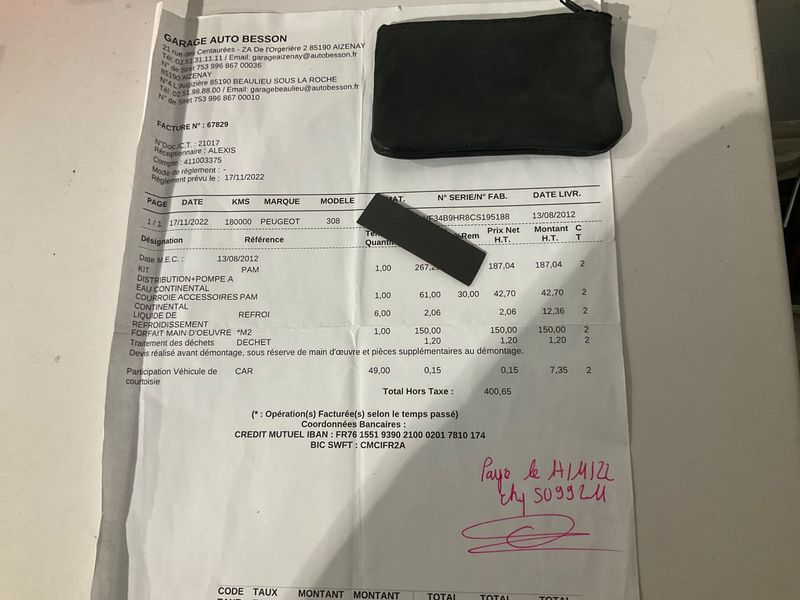 GARAGE AUTO BESSON
21 rue des Centaurées - ZA De l'Orgerière 2 85190 AIZENAY
Tél: 02.51.31.11.11 / Email: garageaizenay@autobesson.fr
N° de Siret 753 996 867 00036
85190 AIZENAY
N°4 L'Augizière 85190 BEAULIEU SOUS LA ROCHE
Tél: 02.51.98.88.00 / Email: garagebeaulieu@autobesson.fr
N° de Siret 753 996 867 00010
FACTURE N° : 67829
N°Doc./C.T. : 21017
Réceptionnaire : ALEXIS
Compte : 411003375
Mode de règlement : -
Règlement prévu le : 17/11/2022
PAGE DATE KMS MARQUE MODELE MAT. N° SERIE/N° FAB. DATE LIVR.
1 / 1 17/11/2022 180000 PEUGEOT 308 VF34B9HR8CS195188 13/08/2012
Désignation Référence Quantité Rem Prix Net H.T. Montant H.T. C T
Date M.E.C. : 13/08/2012
KIT PAM 1,00 187,04 187,04 2
DISTRIBUTION+POMPE A
EAU CONTINENTAL
COURROIE ACCESSOIRES PAM 1,00 61,00 30,00 42,70 42,70 2
CONTINENTAL
LIQUIDE DE REFROI 6,00 2,06 2,06 12,36 2
REFROIDISSEMENT
FORFAIT MAIN D'OEUVRE *M2 1,00 150,00 150,00 150,00 2
Traitement des déchets DECHET 1,20 1,20 1,20 2
Devis réalisé avant démontage, sous réserve de main d'œuvre et pièces supplémentaires au démontage.
Participation Véhicule de CAR 49,00 0,15 0,15 7,35 2
courtoisie
Total Hors Taxe : 400,65
(* : Opération(s) Facturée(s) selon le temps passé)
Coordonnées Bancaires :
CREDIT MUTUEL IBAN : FR76 1551 9390 2100 0201 7810 174
BIC SWFT : CMCIFR2A
Payé le
CODE TAUX MONTANT MONTANT TOTAL TOTAL TOTAL